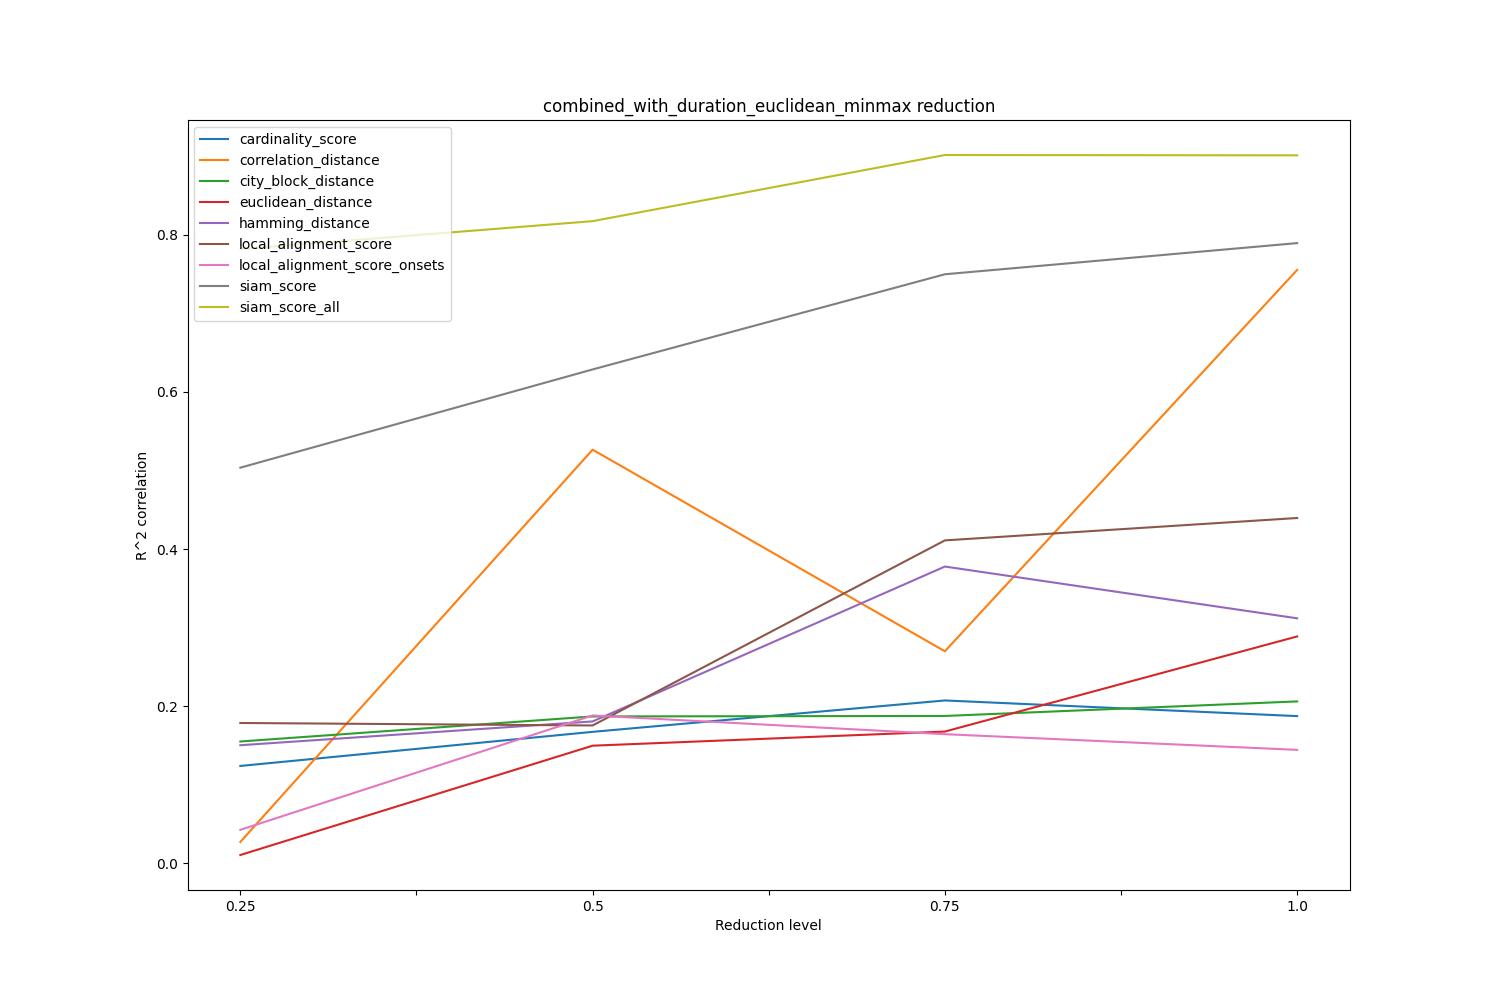 combined_with_duration_euclidean_minmax reduction
cardinality_score
correlation_distance
city_block_distance
euclidean_distance
hamming_distance
local_alignment_score
local_alignment_score_onsets
siam_score
siam_score_all
0.8
0.6
R^2 correlation
0.4
0.2
0.0
0.25 0.5 0.75 1.0
Reduction level